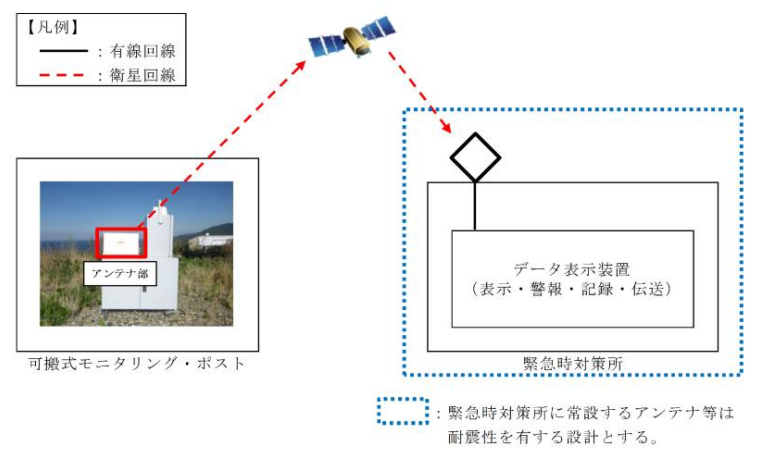 【凡例】
：有線回線
：衛星回線
アンテナ部
可搬式モニタリング・ポスト
データ表示装置
（表示・警報・記録・伝送）
緊急時対策所
：緊急時対策所に常設するアンテナ等は
耐震性を有する設計とする。